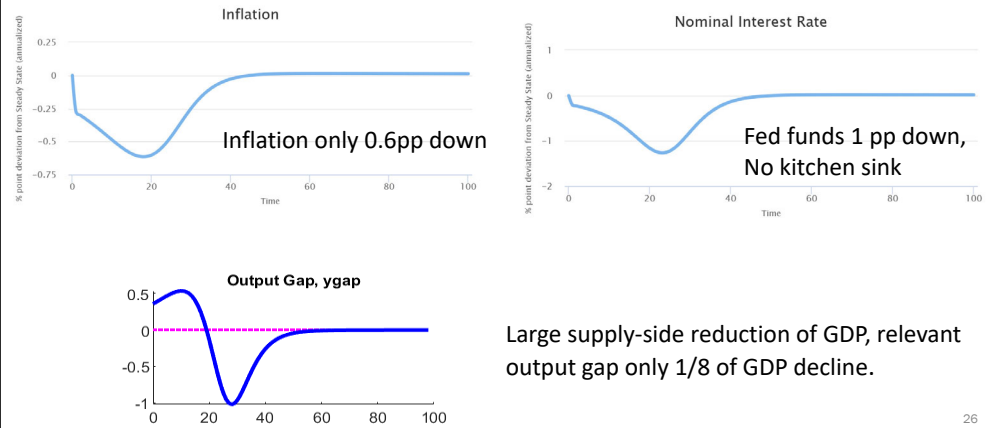 Inflation
% point deviation from Steady State (annualized)
0.25
0
-0.25
-0.5
-0.75
0 20 40 60 80 100
Time
Inflation only 0.6pp down
Nominal Interest Rate
% point deviation from Steady State (annualized)
1
0
-1
-2
0 20 40 60 80 100
Time
Fed funds 1 pp down,
No kitchen sink
Output Gap, ygap
0.5
0
-0.5
-1
0 20 40 60 80 100
Large supply-side reduction of GDP, relevant
output gap only 1/8 of GDP decline.
26